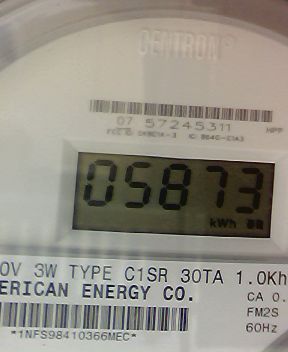 CENTRON®
07 57245311
HPP
05873
kWh
0V 3W TYPE C1SR 30TA 1.0Kh
ERICAN ENERGY CO.
CA 0.
FM2S
60Hz
*1NFS98410366MEC*